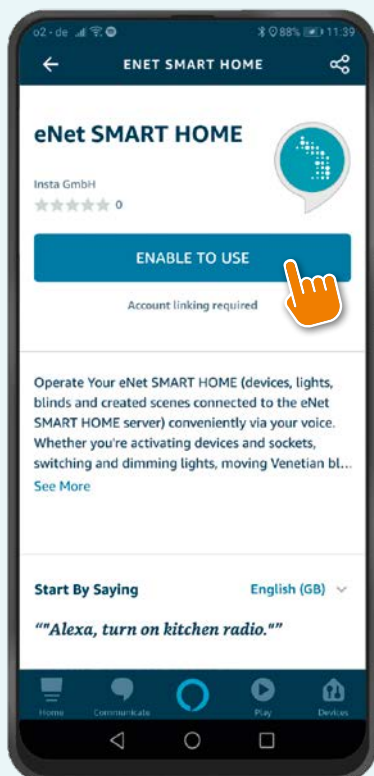 o2 - de 88% 11:39
ENET SMART HOME
eNet SMART HOME
Insta GmbH
0
ENABLE TO USE
Account linking required
Operate Your eNet SMART HOME (devices, lights,
blinds and created scenes connected to the eNet
SMART HOME server) conveniently via your voice.
Whether you're activating devices and sockets,
switching and dimming lights, moving Venetian bl...
See More
Start By Saying English (GB)
““"Alexa, turn on kitchen radio."”
Home Communicate Play Devices